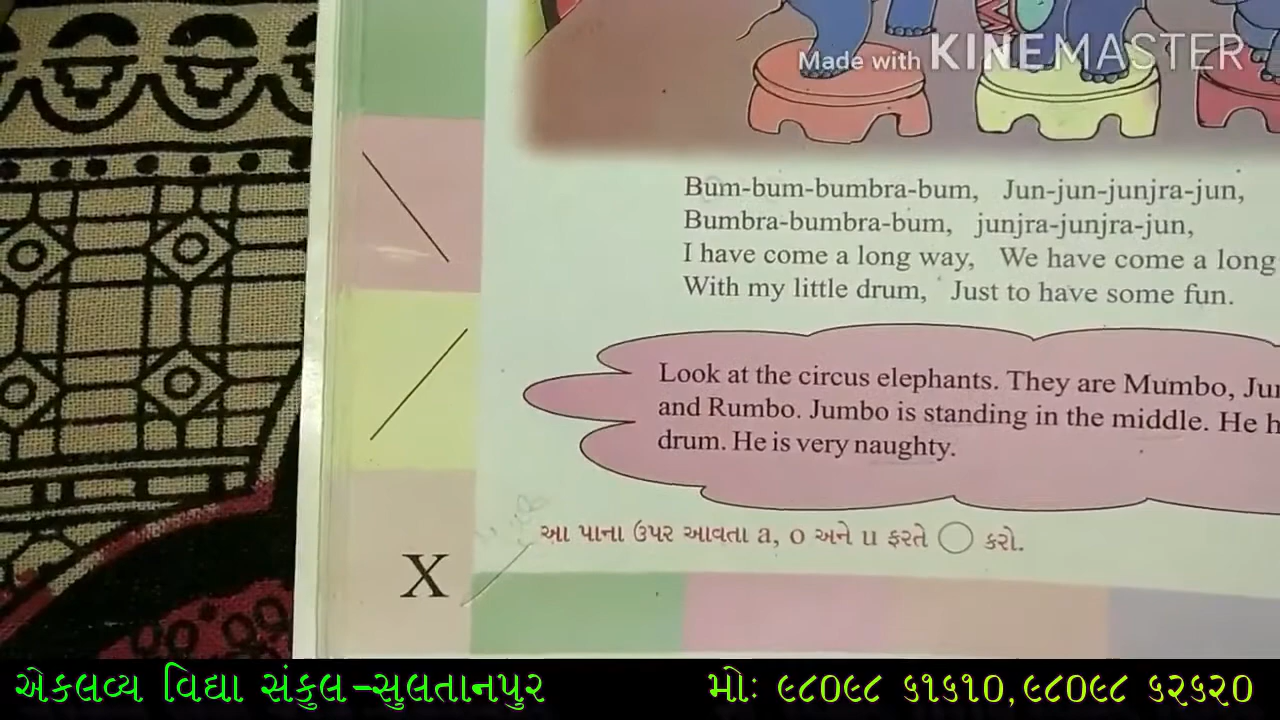 Made with KINEMASTER
Bum-bum-bumbra-bum, Jun-jun-junjra-jun,
Bumbra-bumbra-bum, junjra-junjra-jun,
I have come a long way, We have come a long
With my little drum, Just to have some fun.
Look at the circus elephants. They are Mumbo,
and Rumbo. Jumbo is standing in the middle. He
drum. He is very naughty.
આ પાના ઉપર આવતા a, o અને u ફરતે ◯ કરો.
X
એકલવ્ય વિદ્યા સંકુલ-સુલતાનપુર મોઃ ૯૮૦૯૮ ૬૧૬૧૦,૯૮૦૯૮ ૬૨૬૨૦